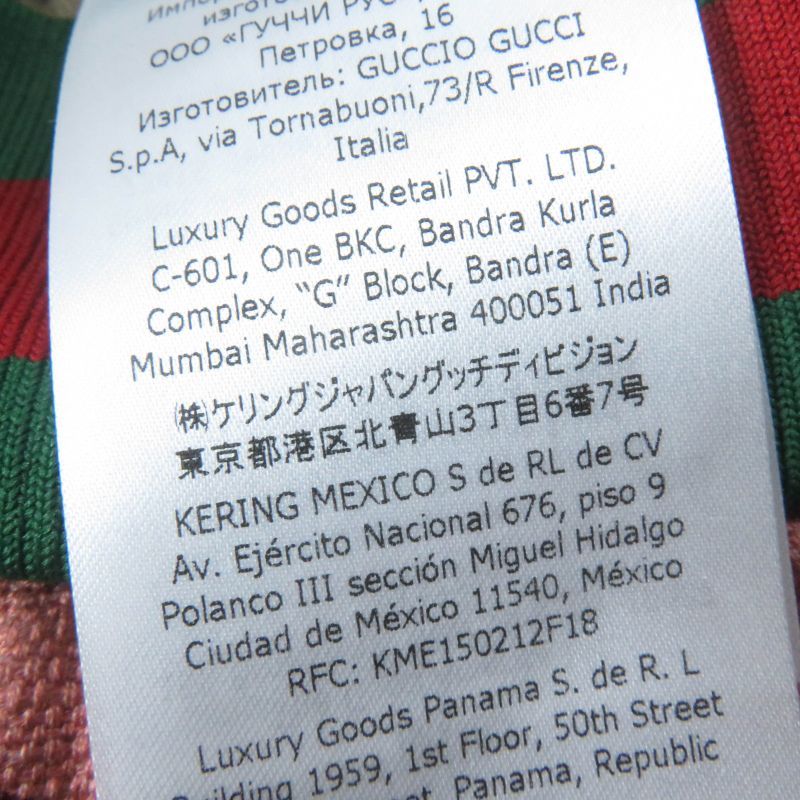 изготов
ООО «ГУЧЧИ РУС
Петровка, 16
Изготовитель: GUCCIO GUCCI
S.p.A, via Tornabuoni,73/R Firenze,
Italia
Luxury Goods Retail PVT. LTD.
C-601, One BKC, Bandra Kurla
Complex, "G" Block, Bandra (E)
Mumbai Maharashtra 400051 India
㈱ケリングジャパングッチディビジョン
東京都港区北青山3丁目6番7号
KERING MEXICO S de RL de CV
Av. Ejército Nacional 676, piso 9
Polanco III sección Miguel Hidalgo
Ciudad de México 11540, México
RFC: KME150212F18
Luxury Goods Panama S. de R. L
Building 1959, 1st Floor, 50th Street
Panama, Republic